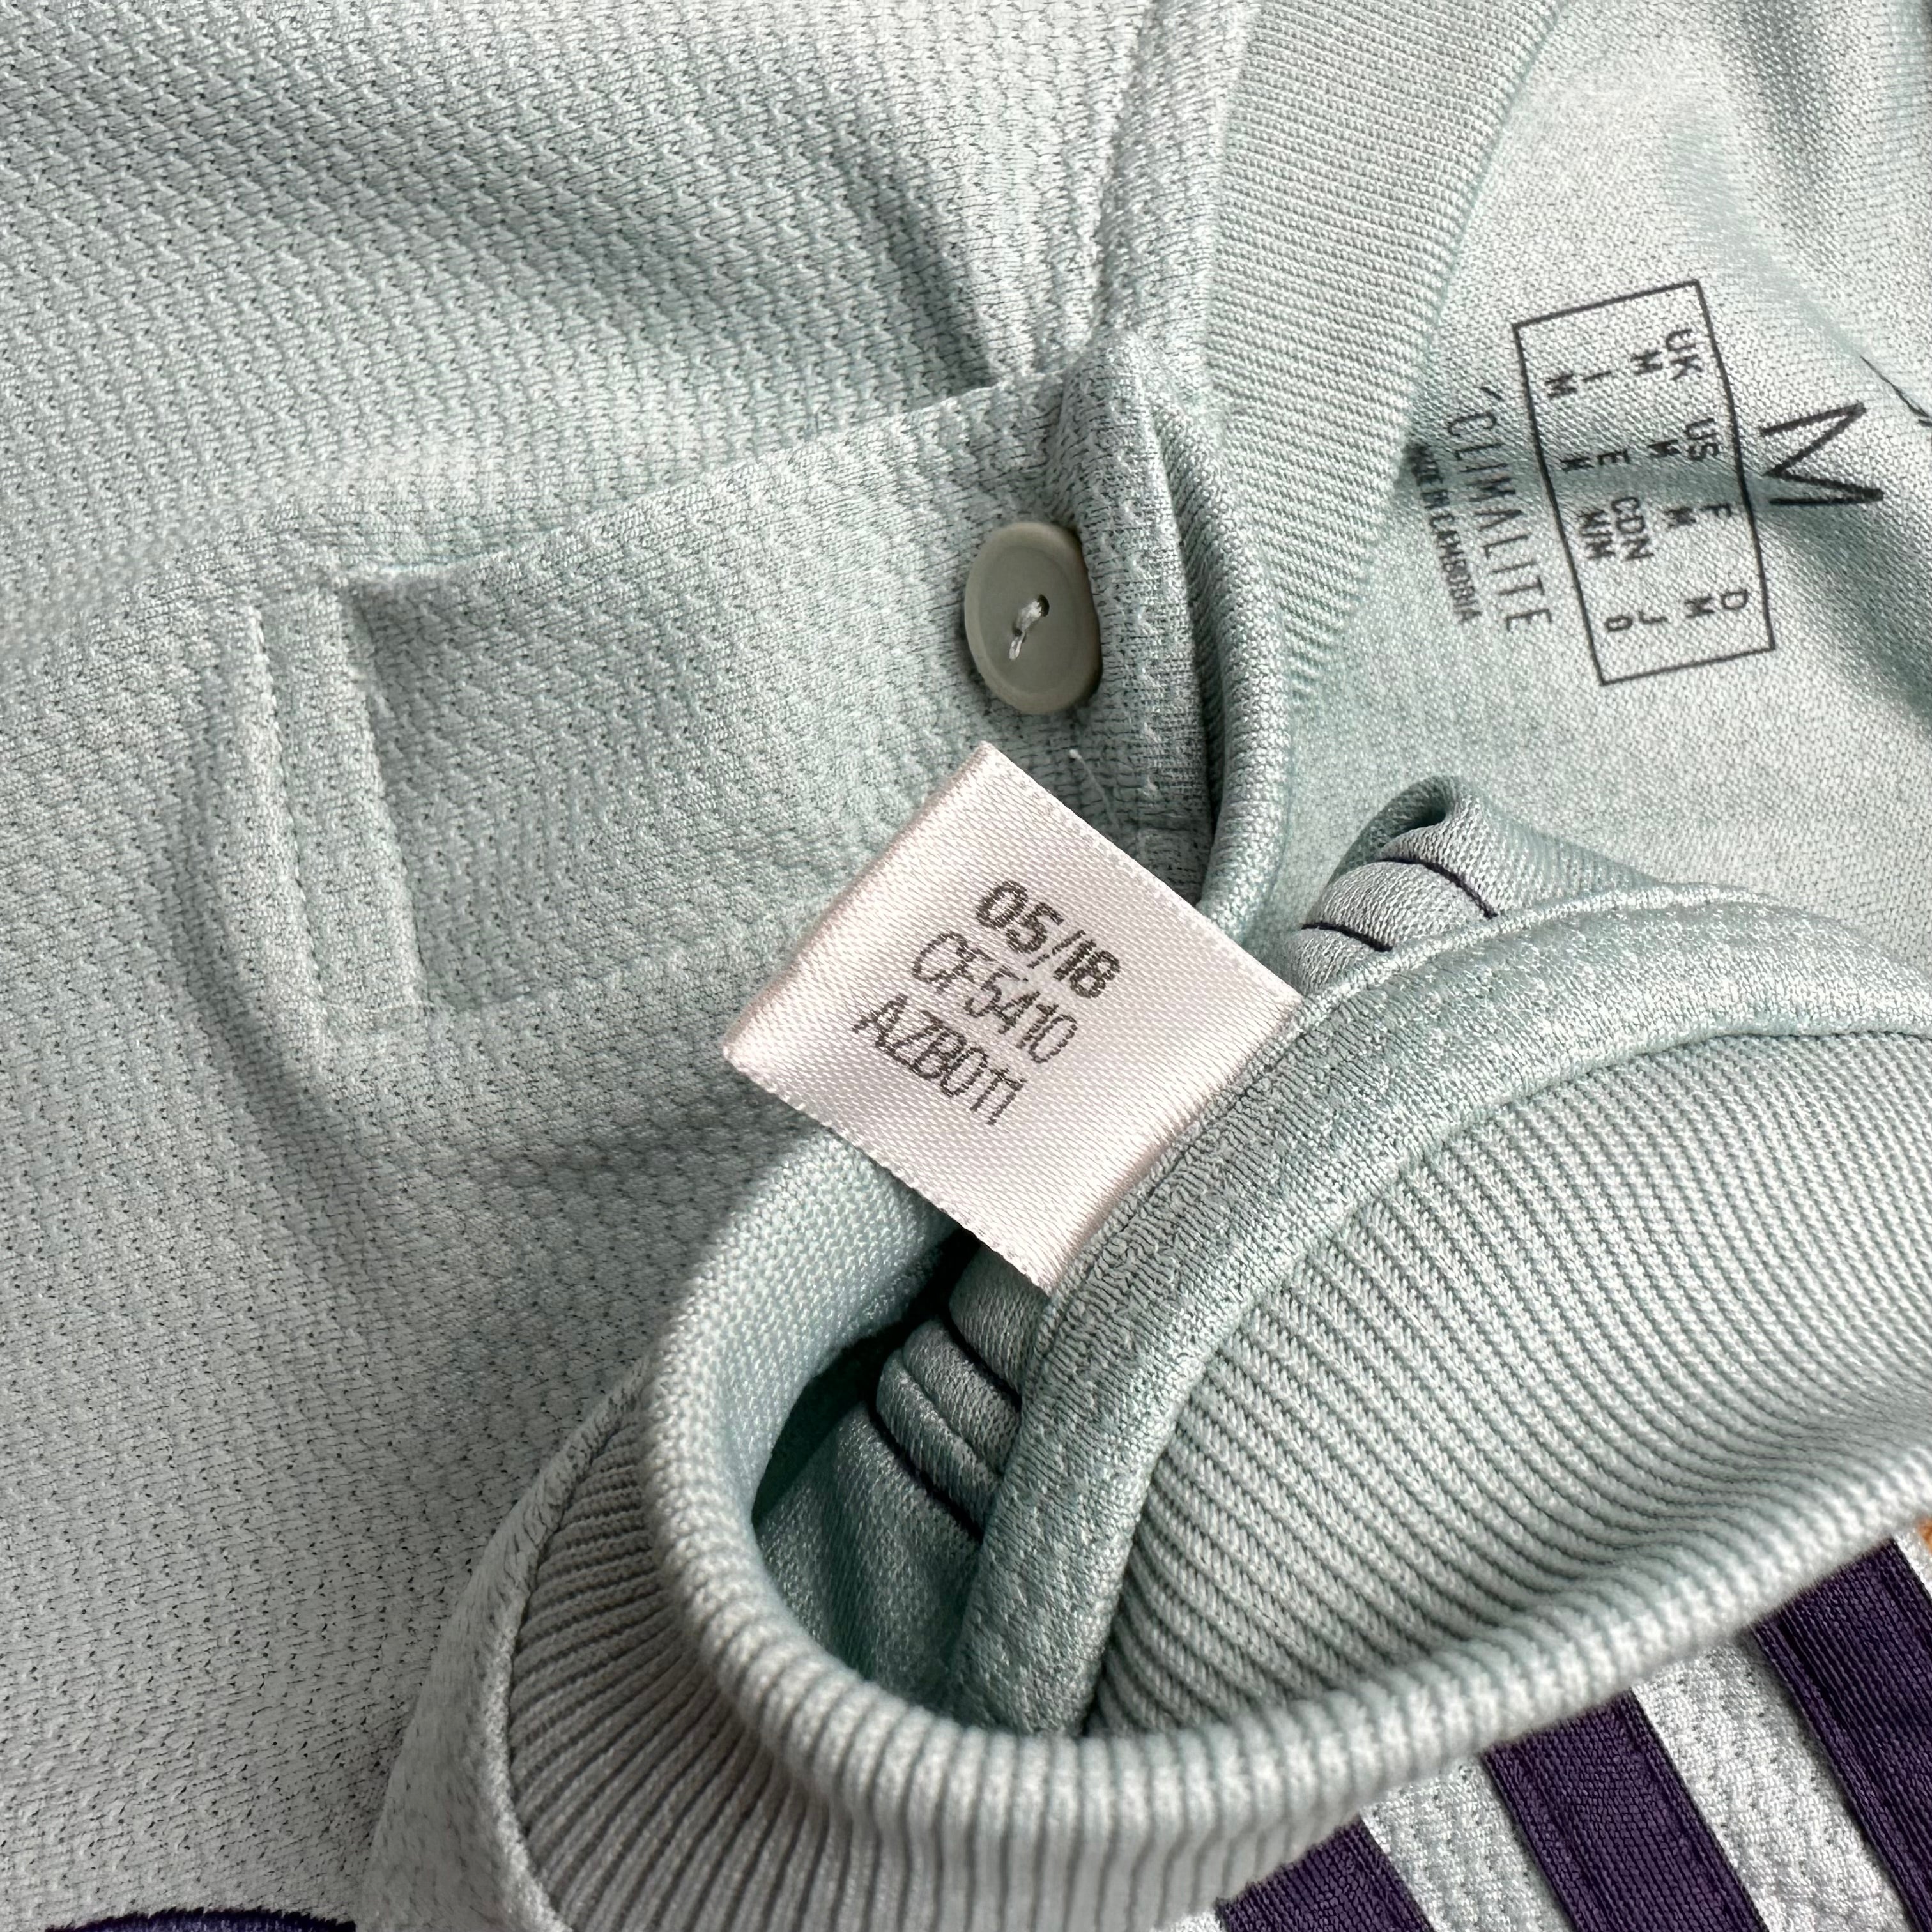 05/18
CF5410
AZB011
M
UK US F D
M M M M
I E CDN J
M M M/M O
CLIMALITE
MADE IN CAMBODIA